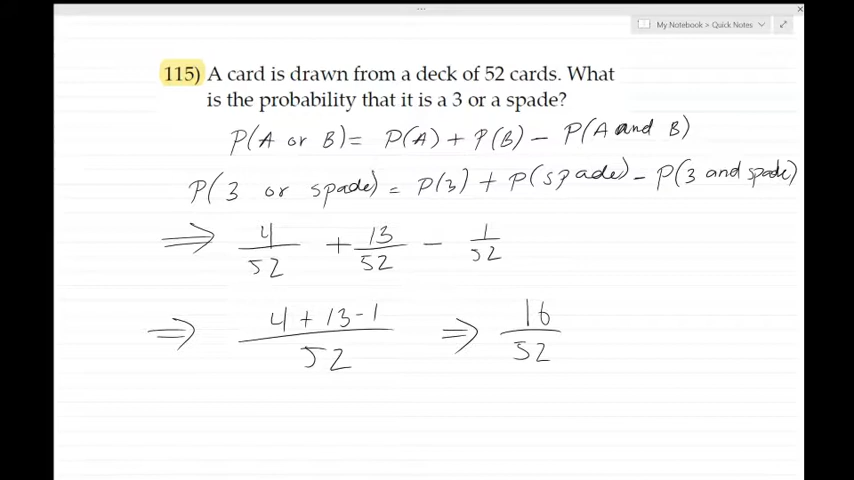 My Notebook > Quick Notes
115) A card is drawn from a deck of 52 cards. What
is the probability that it is a 3 or a spade?
P(A or B) = P(A) + P(B) - P(A and B)
P(3 or spade) = P(3) + P(spade) - P(3 and spade)
⇒ 4/52 + 13/52 - 1/52
⇒ 4 + 13 - 1/52 ⇒ 16/52